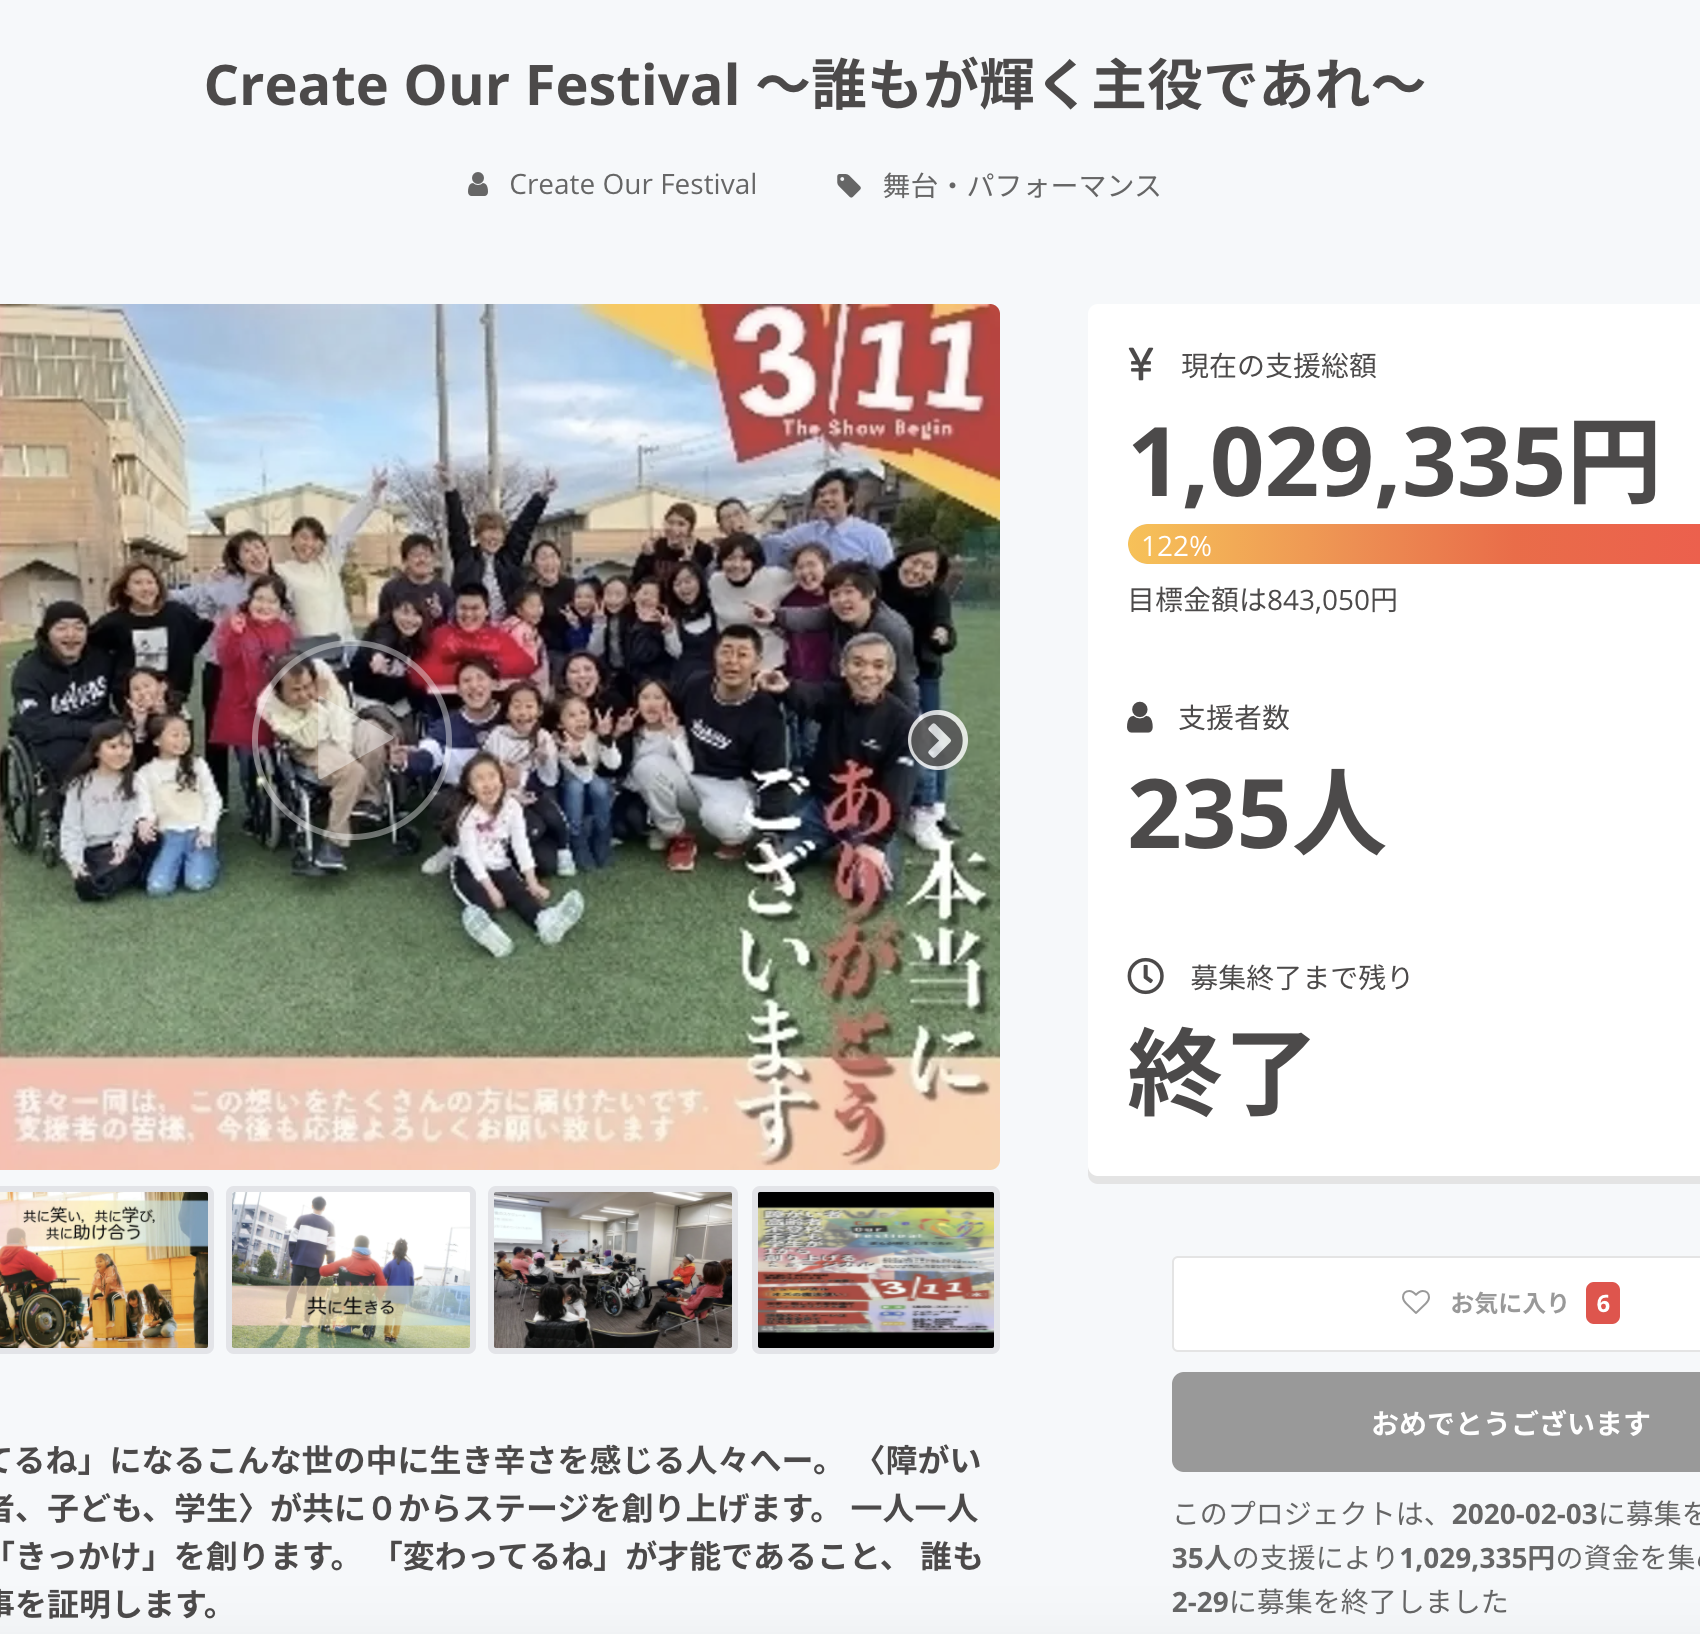 Create Our Festival 〜誰もが輝く主役であれ〜
Create Our Festival
舞台・パフォーマンス
3/11
The Show Begin
本当に
ありがとう
ございます
我々一同は、この想いをたくさんの方に届けたいです.
支援者の皆様、今後も応援よろしくお願い致します
¥ 現在の支援総額
1,029,335円
122%
目標金額は843,050円
支援者数
235人
募集終了まで残り
終了
共に笑い, 共に学び,
共に助け合う
共に生きる
3/11
お気に入り 6
おめでとうございます
てるね」になるこんな世の中に生き辛さを感じる人々へー。 〈障がい
者、子ども、学生〉が共に０からステージを創り上げます。 一人一人
「きっかけ」を創ります。 「変わってるね」が才能であること、 誰も
事を証明します。
このプロジェクトは、2020-02-03に募集を
35人の支援により1,029,335円の資金を集め
2-29に募集を終了しました